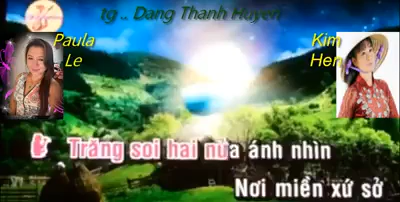 tg .. Dang Thanh Huyen
Paula
Le
Kim
Hen
Trăng soi hai nửa ánh nhìn
Nơi miền xứ sở